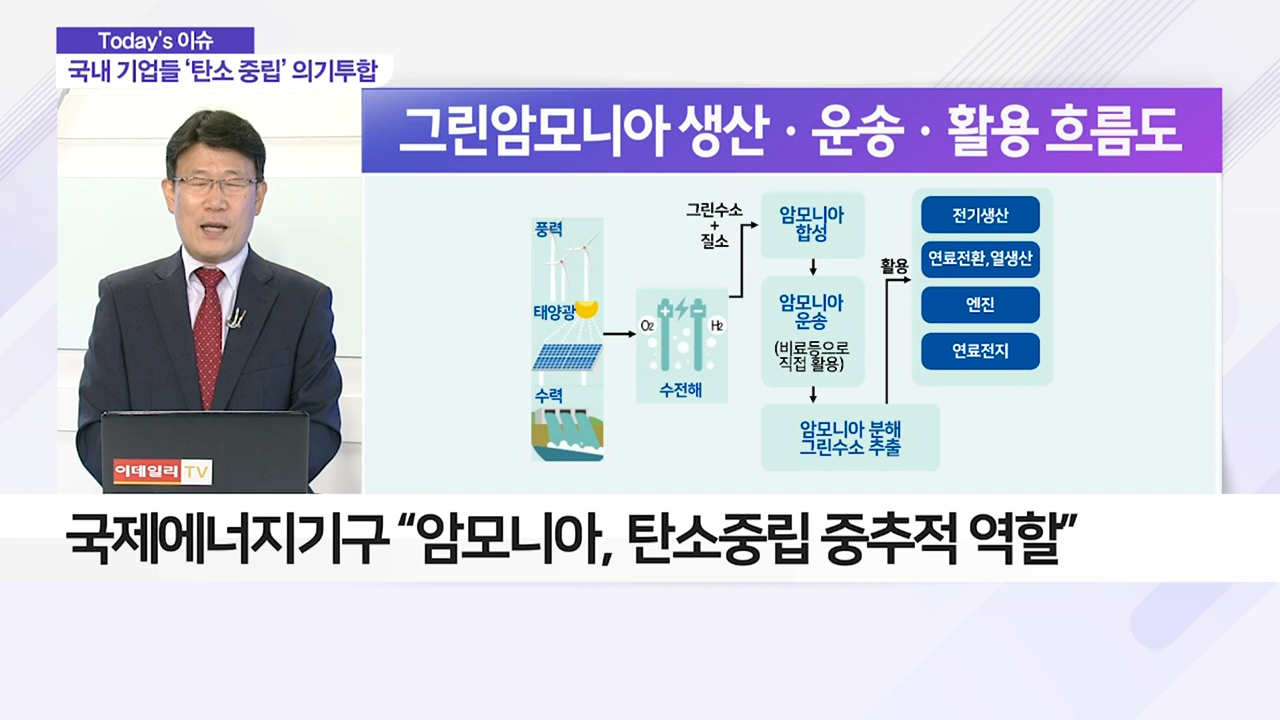 Today's 이슈
국내 기업들 ‘탄소 중립’ 의기투합
그린암모니아 생산 · 운송 · 활용 흐름도
풍력
태양광
수력
O2
H2
수전해
그린수소
+
질소
암모니아
합성
암모니아
운송
(비료등으로
직접 활용)
암모니아 분해
그린수소 추출
활용
전기생산
연료전환,열생산
엔진
연료전지
이데일리 TV
국제에너지기구 “암모니아, 탄소중립 중추적 역할”